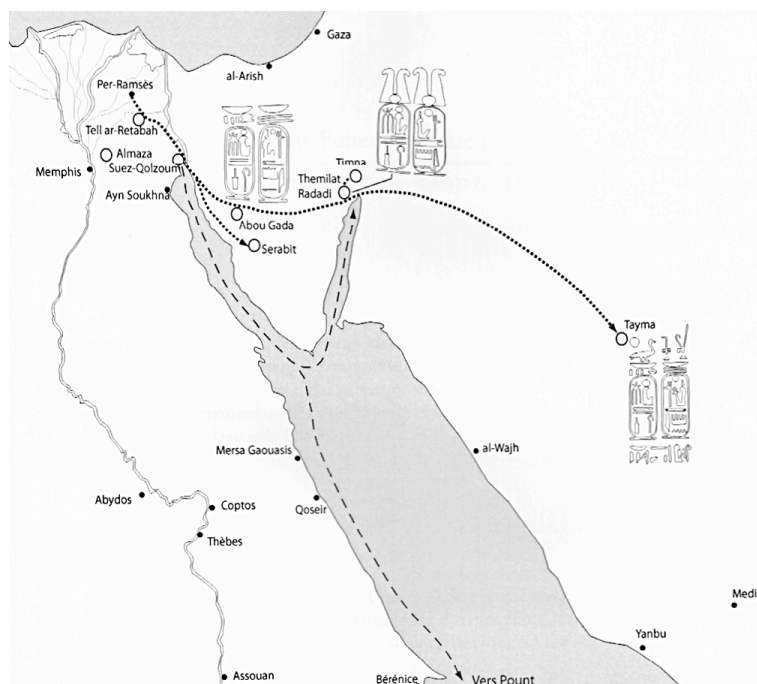 Gaza
al-Arish
Per-Ramsès
Tell ar-Retabah
Almaza
Suez-Qolzoum
Memphis
Ayn Soukhna
Timna
Themilat
Radadi
Abou Gada
Serabit
Tayma
Mersa Gaouasis
al-Wajh
Abydos
Coptos
Qoseir
Thèbes
Medi
Yanbu
Assouan
Bérénice
Vers Pount